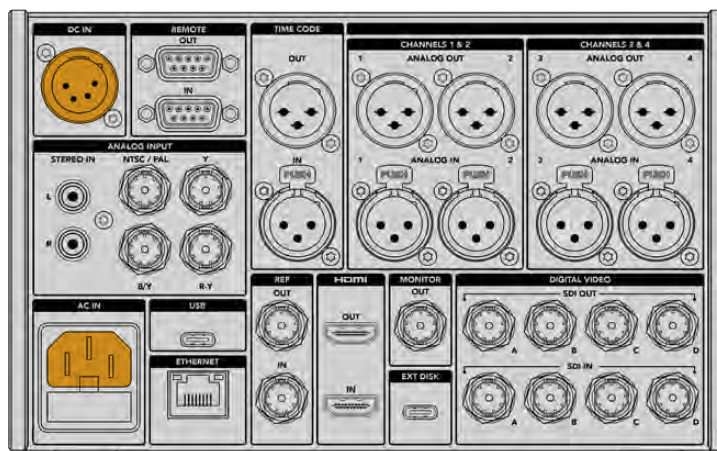 DC IN
REMOTE
OUT
IN
TIME CODE
OUT
IN
CHANNELS 1 & 2
1 ANALOG OUT 2
1 ANALOG IN 2
PUSH PUSH PUSH
CHANNELS 3 & 4
3 ANALOG OUT 4
3 ANALOG IN 4
PUSH PUSH
ANALOG INPUT
STEREO IN NTSC / PAL Y
L
R
B/Y R-Y
AC IN
USB
ETHERNET
REF
OUT
IN
HDMI
OUT
IN
MONITOR
OUT
EXT DISK
DIGITAL VIDEO
SDI OUT
A B C D
SDI IN
A B C D